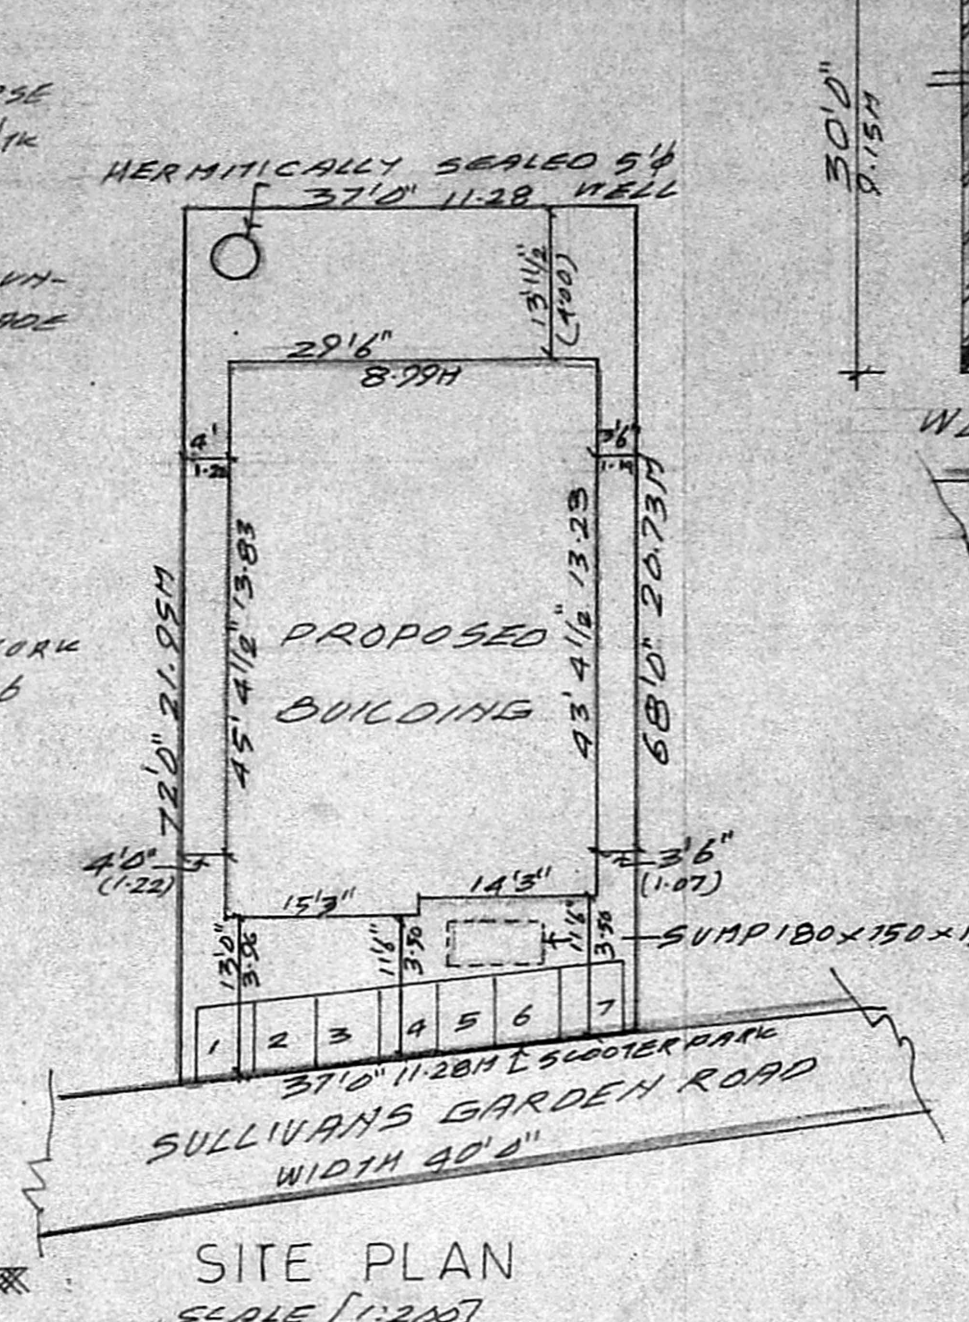 HERMITICALLY SEALED 5'φ
WELL
37'0" 11.28
13'11½"
(4.00)
29'6"
8.99M
4'
1.22
3'6"
72'0" 21.95M
45' 4½" 13.83
PROPOSED
BUILDING
43' 4½" 13.23
68'0" 20.73M
4'0"
(1.22)
3'6"
(1.07)
15'3"
14'3"
13'0"
3.96
11'6"
3.50
11'6"
3.50
SUMP 180x150x1
1 2 3 4 5 6 7
37'0" 11.28M SCOOTER PARK
SULLIVANS GARDEN ROAD
WIDTH 40'0"
SITE PLAN
SCALE [1:200]
30'0"
9.15M